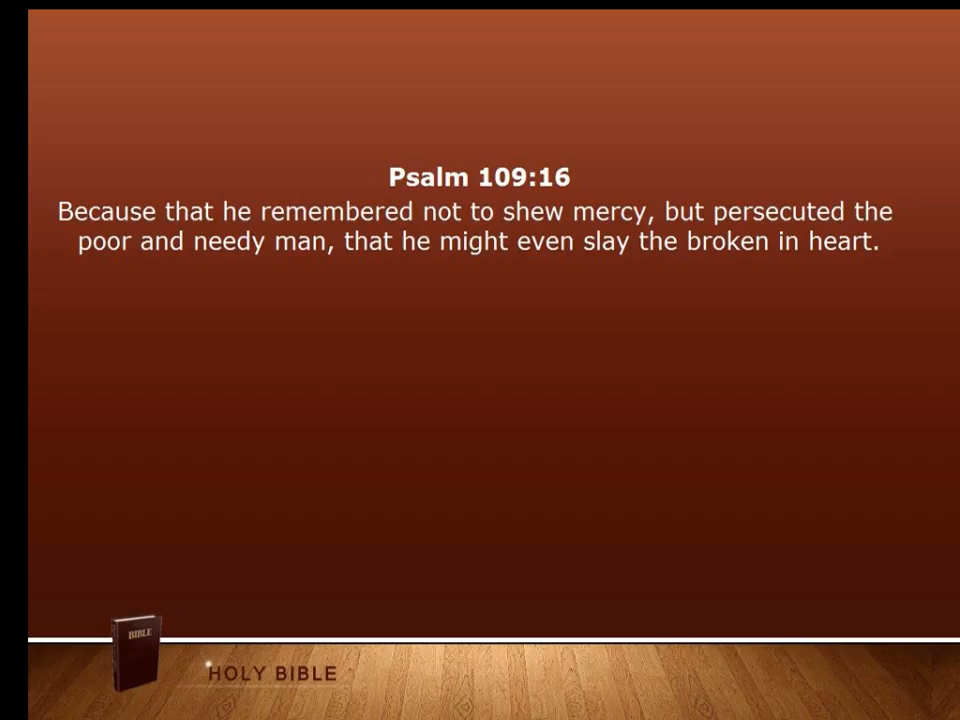 Psalm 109:16
Because that he remembered not to shew mercy, but persecuted the
poor and needy man, that he might even slay the broken in heart.
BIBLE
HOLY BIBLE